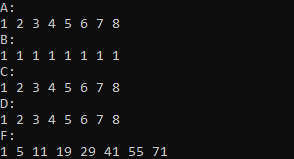 A:
1 2 3 4 5 6 7 8
B:
1 1 1 1 1 1 1 1
C:
1 2 3 4 5 6 7 8
D:
1 2 3 4 5 6 7 8
F:
1 5 11 19 29 41 55 71